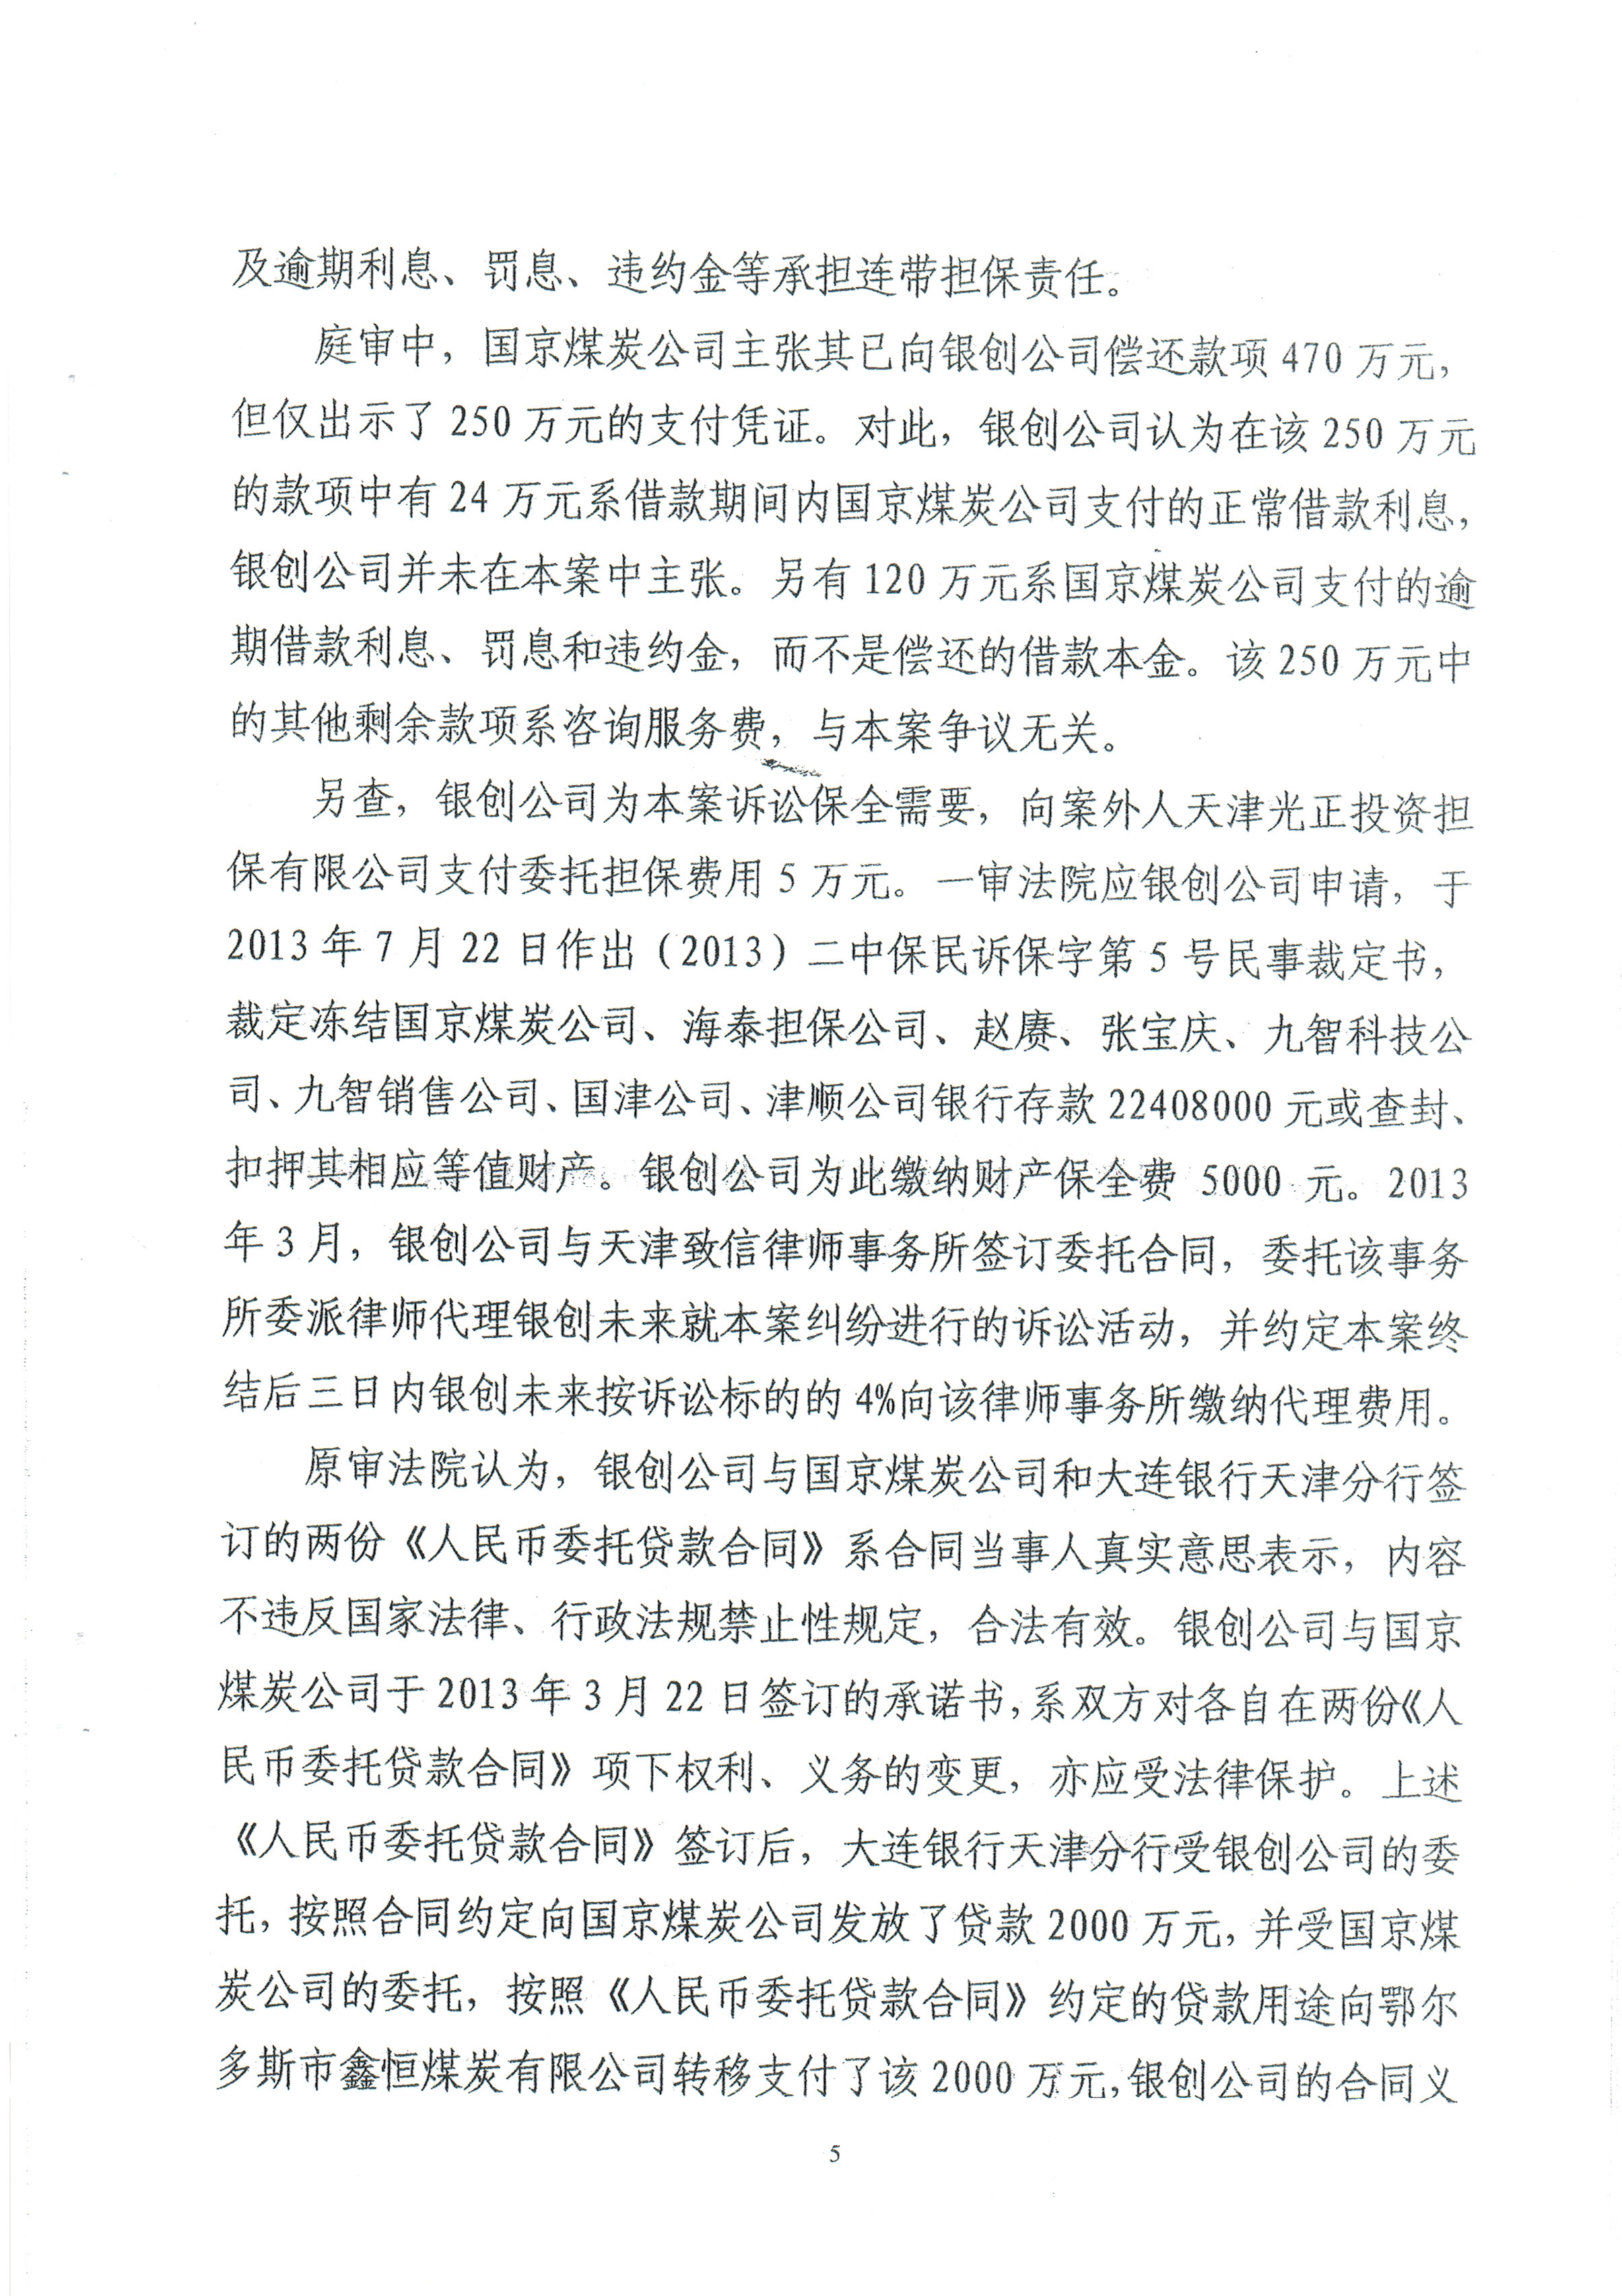 及逾期利息、罚息、违约金等承担连带担保责任。
庭审中，国京煤炭公司主张其已向银创公司偿还款项 470 万元，
但仅出示了 250 万元的支付凭证。对此，银创公司认为在该 250 万元
的款项中有 24 万元系借款期间内国京煤炭公司支付的正常借款利息，
银创公司并未在本案中主张。另有 120 万元系国京煤炭公司支付的逾
期借款利息、罚息和违约金，而不是偿还的借款本金。该 250 万元中
的其他剩余款项系咨询服务费，与本案争议无关。
另查，银创公司为本案诉讼保全需要，向案外人天津光正投资担
保有限公司支付委托担保费用 5 万元。一审法院应银创公司申请，于
2013 年 7 月 22 日作出（2013）二中保民诉保字第 5 号民事裁定书，
裁定冻结国京煤炭公司、海泰担保公司、赵赓、张宝庆、九智科技公
司、九智销售公司、国津公司、津顺公司银行存款 22408000 元或查封、
扣押其相应等值财产。银创公司为此缴纳财产保全费 5000 元。2013
年 3 月，银创公司与天津致信律师事务所签订委托合同，委托该事务
所委派律师代理银创未来就本案纠纷进行的诉讼活动，并约定本案终
结后三日内银创未来按诉讼标的的 4%向该律师事务所缴纳代理费用。
原审法院认为，银创公司与国京煤炭公司和大连银行天津分行签
订的两份《人民币委托贷款合同》系合同当事人真实意思表示，内容
不违反国家法律、行政法规禁止性规定，合法有效。银创公司与国京
煤炭公司于 2013 年 3 月 22 日签订的承诺书，系双方对各自在两份《人
民币委托贷款合同》项下权利、义务的变更，亦应受法律保护。上述
《人民币委托贷款合同》签订后，大连银行天津分行受银创公司的委
托，按照合同约定向国京煤炭公司发放了贷款 2000 万元，并受国京煤
炭公司的委托，按照《人民币委托贷款合同》约定的贷款用途向鄂尔
多斯市鑫恒煤炭有限公司转移支付了该 2000 万元，银创公司的合同义
5